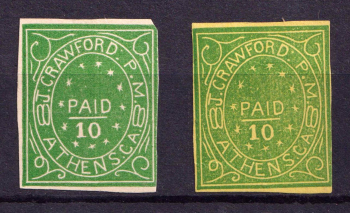 J. CRAWFORD. P. M.
PAID
10
ATHENS GA.
J. CRAWFORD. P. M.
PAID
10
ATHENS GA.